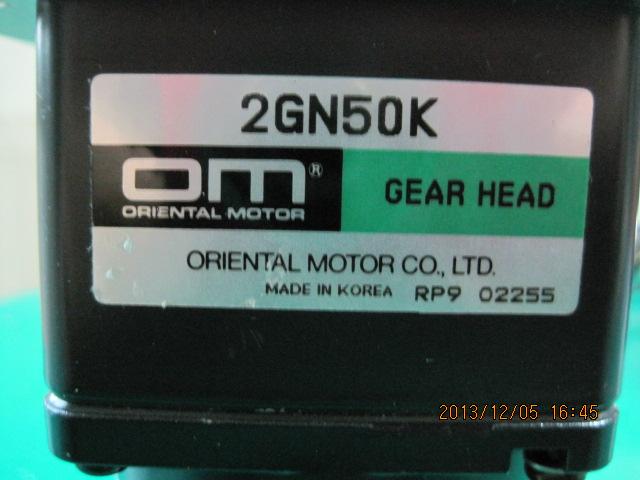 2GN50K
om®
ORIENTAL MOTOR
GEAR HEAD
ORIENTAL MOTOR CO., LTD.
MADE IN KOREA RP9 02255
2013/12/05 16:45